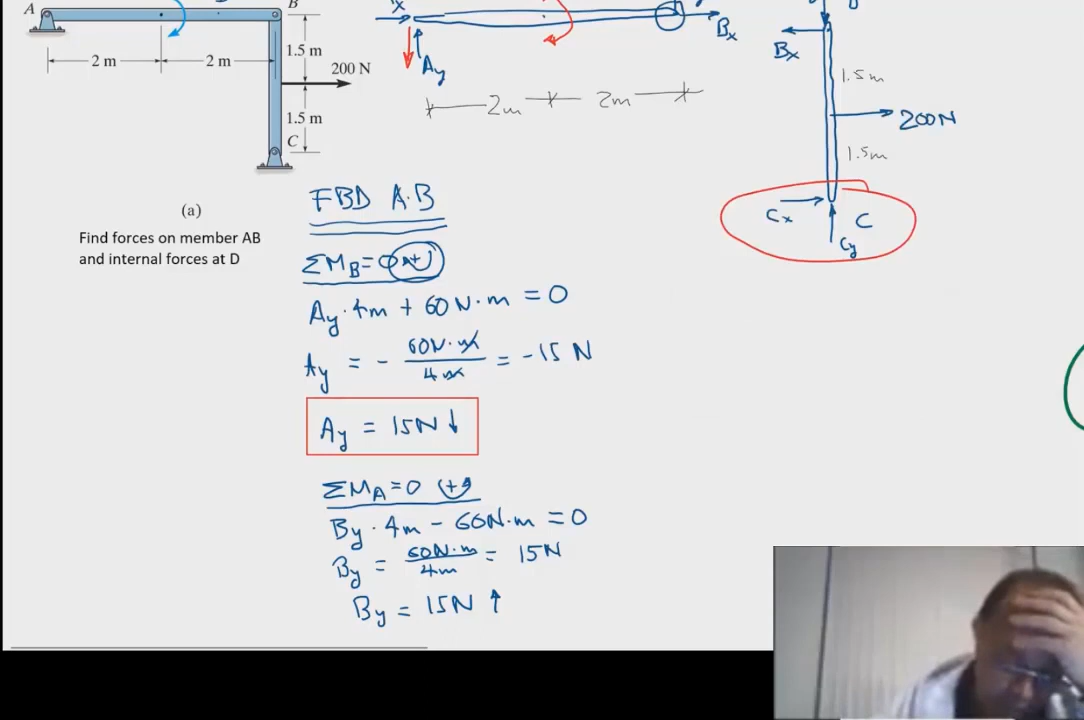 A
B
x
Bx
Ay
2 m
2 m
1.5 m
200 N
1.5 m
C
2m
2m
Bx
1.5m
200N
1.5m
Cx
C
Cy
(a)
Find forces on member AB
and internal forces at D
FBD A.B
ΣMB=0 +
Ay · 4m + 60 N·m = 0
Ay = - 60N·m / 4m = -15 N
Ay = 15N ↓
ΣMA=0 +
By · 4m - 60N·m = 0
By = 60N·m / 4m = 15N
By = 15N ↑